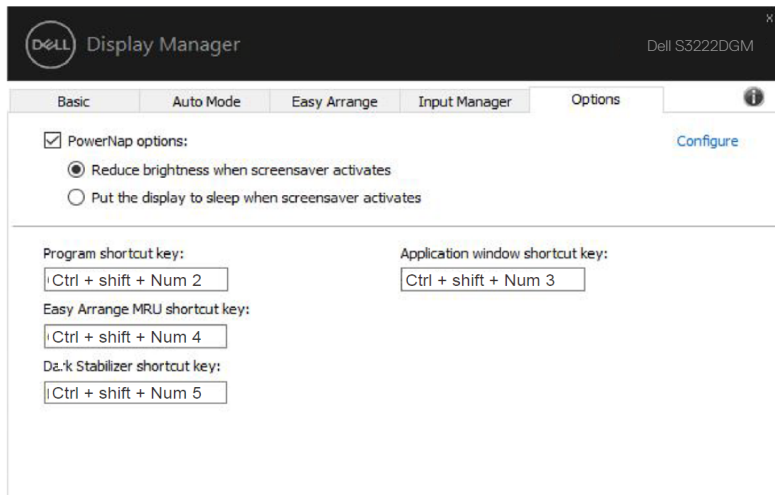 x
DELL Display Manager Dell S3222DGM
Basic Auto Mode Easy Arrange Input Manager Options i
PowerNap options: Configure
Reduce brightness when screensaver activates
Put the display to sleep when screensaver activates
Program shortcut key: Application window shortcut key:
Ctrl + shift + Num 2 Ctrl + shift + Num 3
Easy Arrange MRU shortcut key:
Ctrl + shift + Num 4
Dark Stabilizer shortcut key:
Ctrl + shift + Num 5